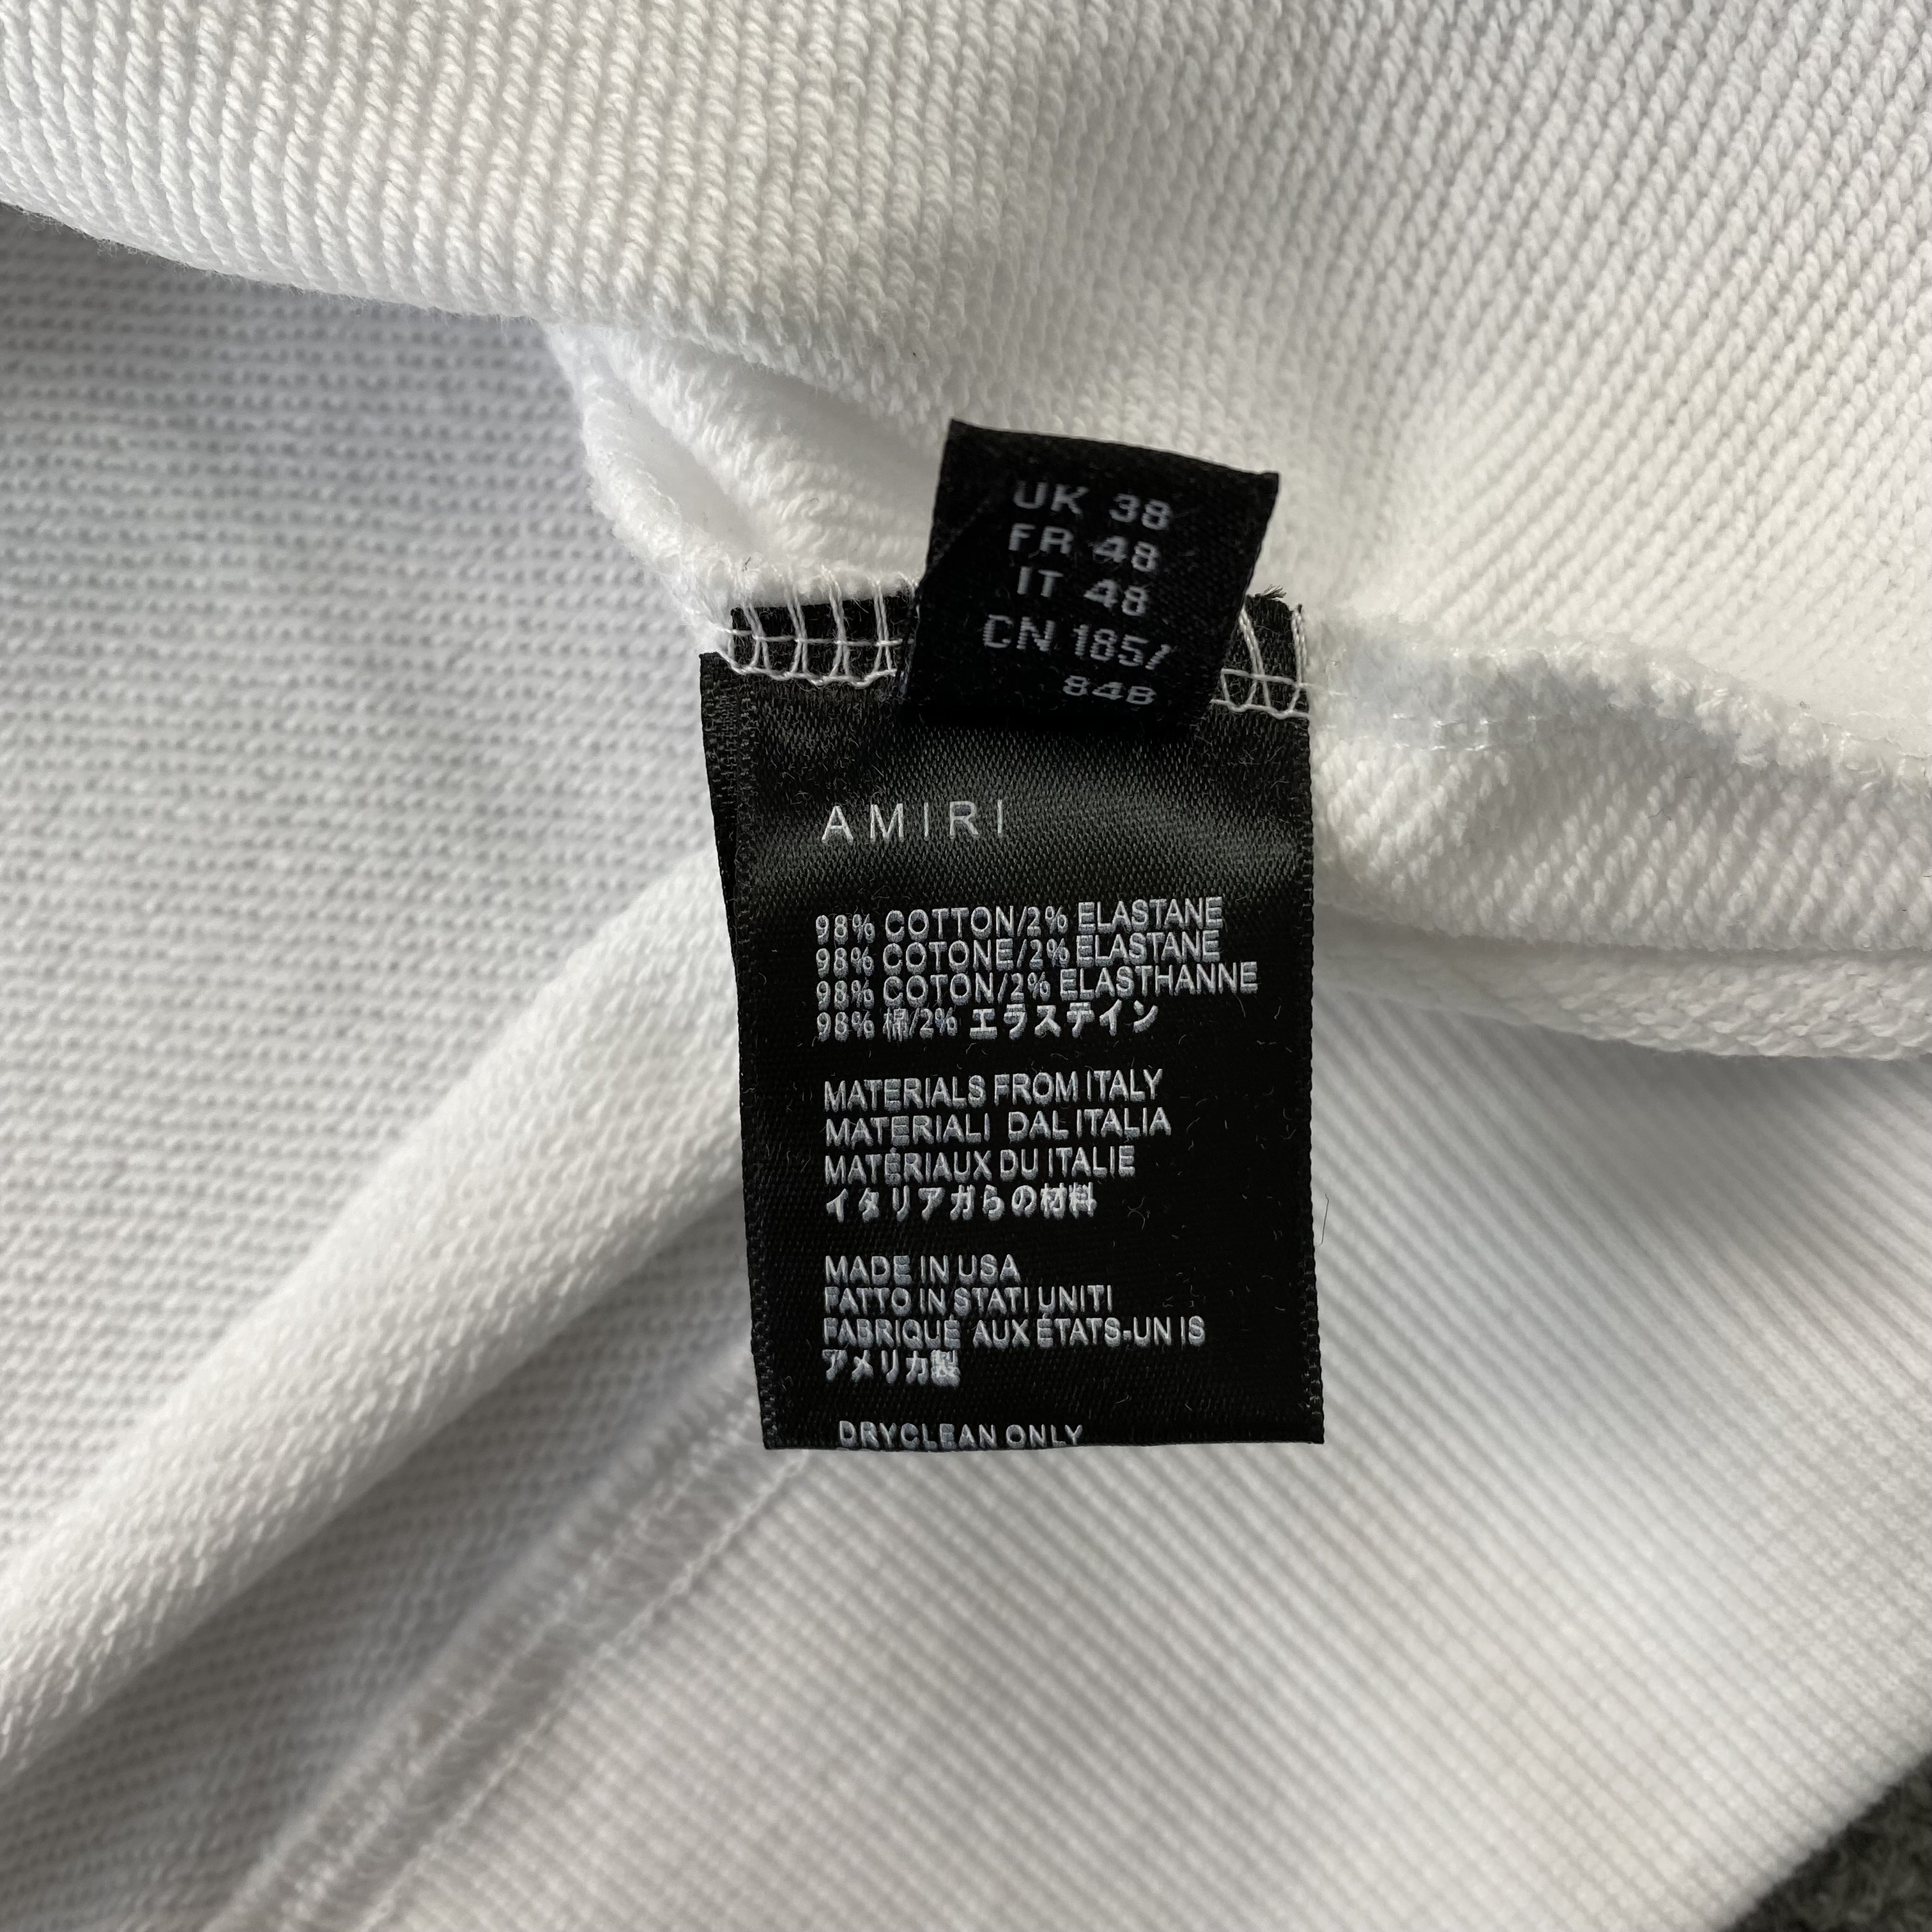 UK 38
FR 48
IT 48
CN 185/
84B
AMIRI
98% COTTON/2% ELASTANE
98% COTONE/2% ELASTANE
98% COTON/2% ELASTHANNE
98% 棉/2% エラステイン
MATERIALS FROM ITALY
MATERIALI DAL ITALIA
MATÉRIAUX DU ITALIE
イタリアガらの材料
MADE IN USA
FATTO IN STATI UNITI
FABRIQUE AUX ÉTATS-UN IS
アメリカ製
DRYCLEAN ONLY